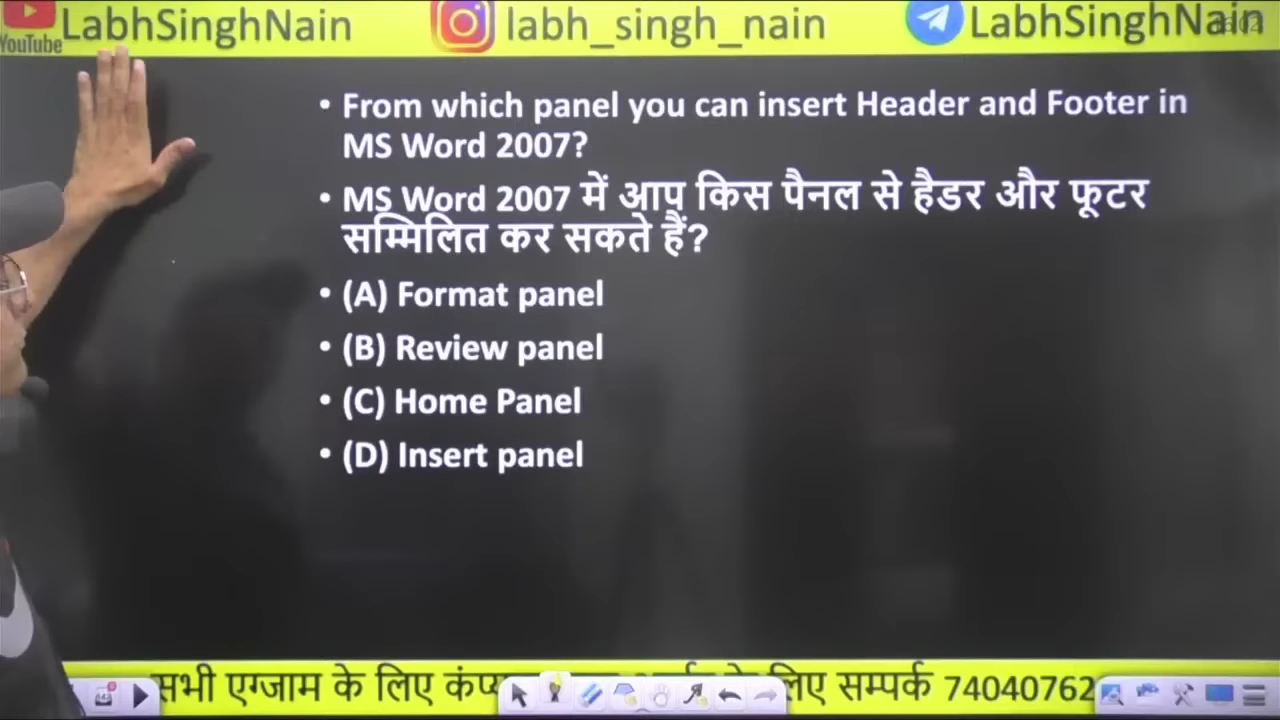 YouTube LabhSinghNain labh_singh_nain LabhSinghNain
• From which panel you can insert Header and Footer in
MS Word 2007?
• MS Word 2007 में आप किस पैनल से हैडर और फूटर
सम्मिलित कर सकते हैं?
• (A) Format panel
• (B) Review panel
• (C) Home Panel
• (D) Insert panel
सभी एग्जाम के लिए लिए सम्पर्क 74040762